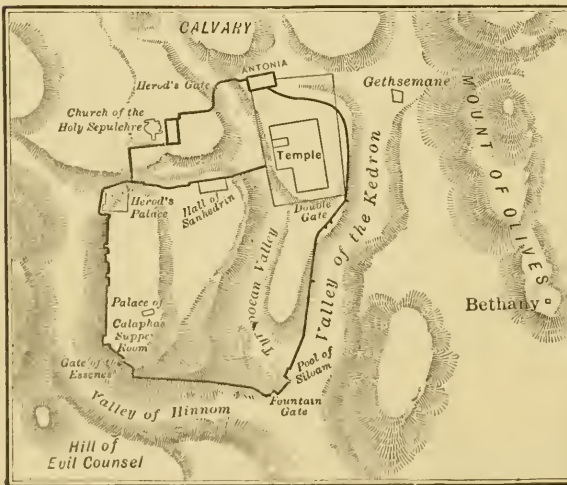 CALVARY
ANTONIA
Herod's Gate
Gethsemane
Church of the
Holy Sepulchre
MOUNT OF OLIVES
Temple
Herod's
Palace
Hall of
Sanhedrin
Double
Gate
Valley of the Kedron
Tyropoean Valley
Bethany
Palace of
Caiaphas
Supper
Room
Gate of the
Essenes
Pool of
Siloam
Valley of Hinnom
Fountain
Gate
Hill of
Evil Counsel